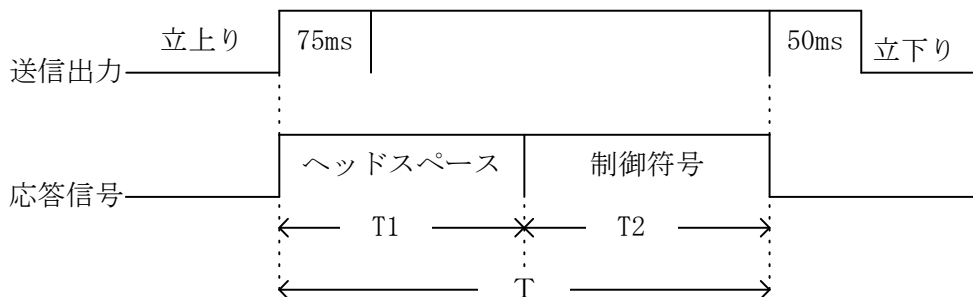 立上り 75ms 50ms 立下り
送信出力
ヘッドスペース 制御符号
応答信号
T1 T2
T